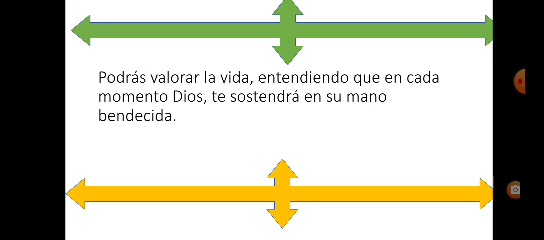 Podrás valorar la vida, entendiendo que en cada
momento Dios, te sostendrá en su mano
bendecida.